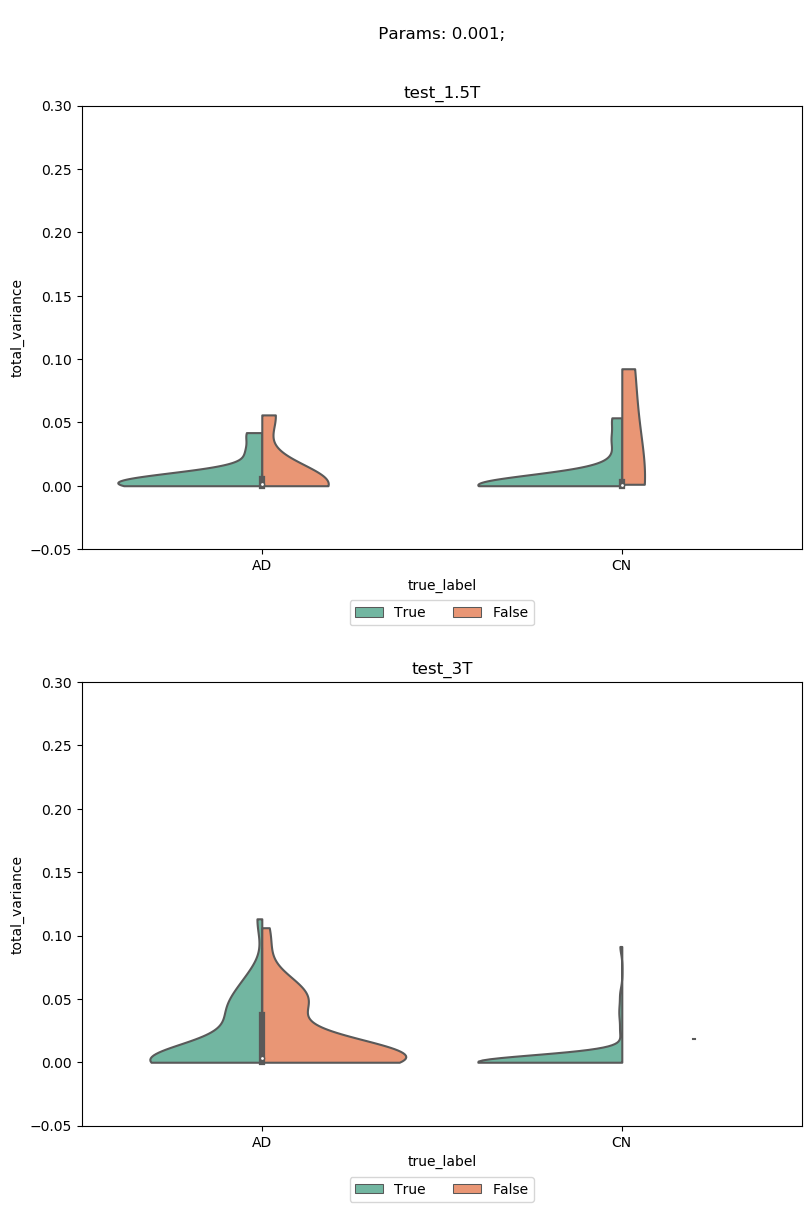 Params: 0.001;
test_1.5T
0.30
0.25
0.20
0.15
0.10
0.05
0.00
−0.05
total_variance
AD CN
true_label
True False
test_3T
0.30
0.25
0.20
0.15
0.10
0.05
0.00
−0.05
total_variance
AD CN
true_label
True False